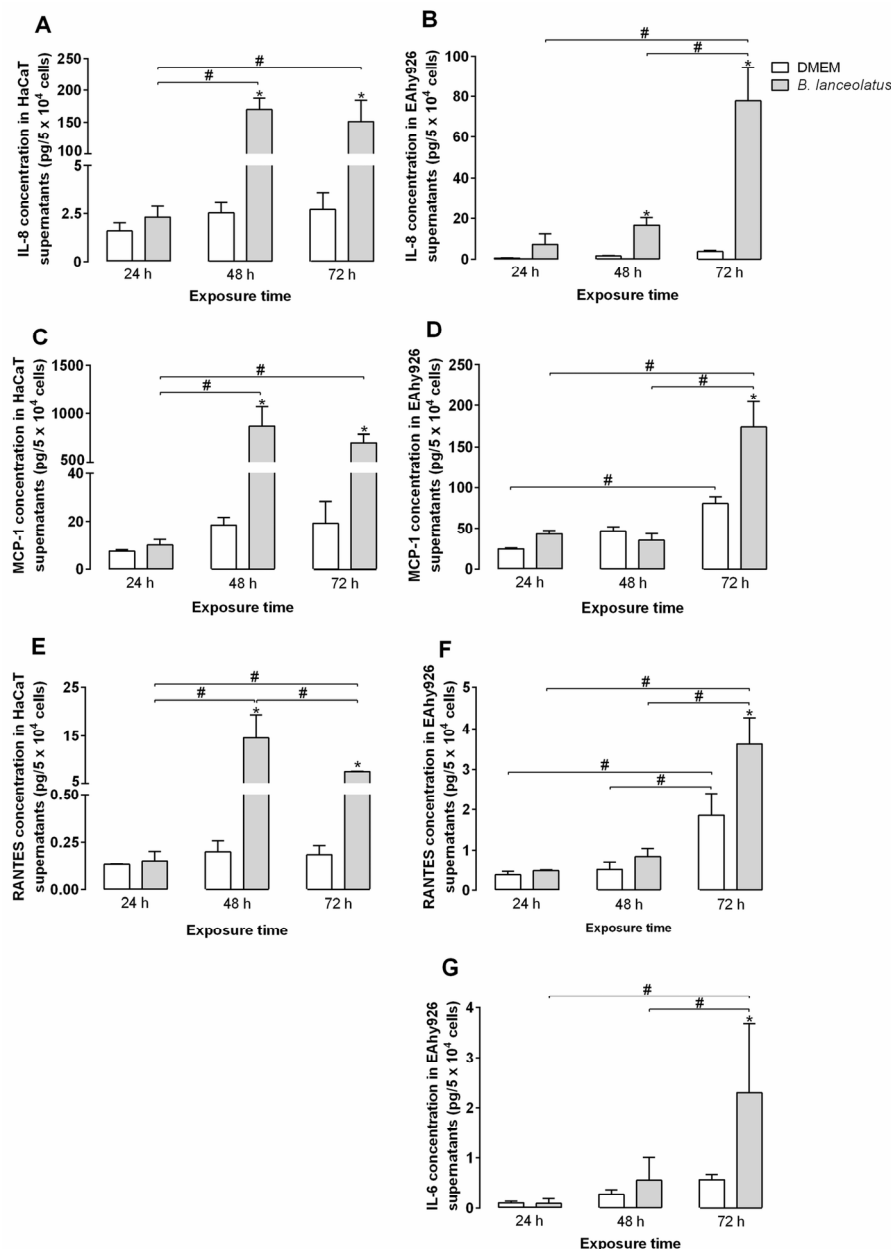 A
IL-8 concentration in HaCaT
supernatants (pg/5 x 10⁴ cells)
250
200
150
100
5
2.5
0
#
#
*
*
24 h
48 h
72 h
Exposure time
B
IL-8 concentration in EAhy926
supernatants (pg/5 x 10⁴ cells)
100
80
60
40
20
0
#
#
*
*
24 h
48 h
72 h
Exposure time
DMEM
B. lanceolatus
C
MCP-1 concentration in HaCaT
supernatants (pg/5 x 10⁴ cells)
1500
1000
500
40
20
0
#
#
*
*
24 h
48 h
72 h
Exposure time
D
MCP-1 concentration in EAhy926
supernatants (pg/5 x 10⁴ cells)
250
200
150
100
50
0
#
#
#
*
24 h
48 h
72 h
Exposure time
E
RANTES concentration in HaCaT
supernatants (pg/5 x 10⁴ cells)
25
15
5
0.50
0.25
0.00
#
#
#
*
*
24 h
48 h
72 h
Exposure time
F
RANTES concentration in EAhy926
supernatants (pg/5 x 10⁴ cells)
5
4
3
2
1
0
#
#
#
#
*
24 h
48 h
72 h
Exposure time
G
IL-6 concentration in EAhy926
supernatants (pg/5 x 10⁴ cells)
4
3
2
1
0
#
#
*
24 h
48 h
72 h
Exposure time